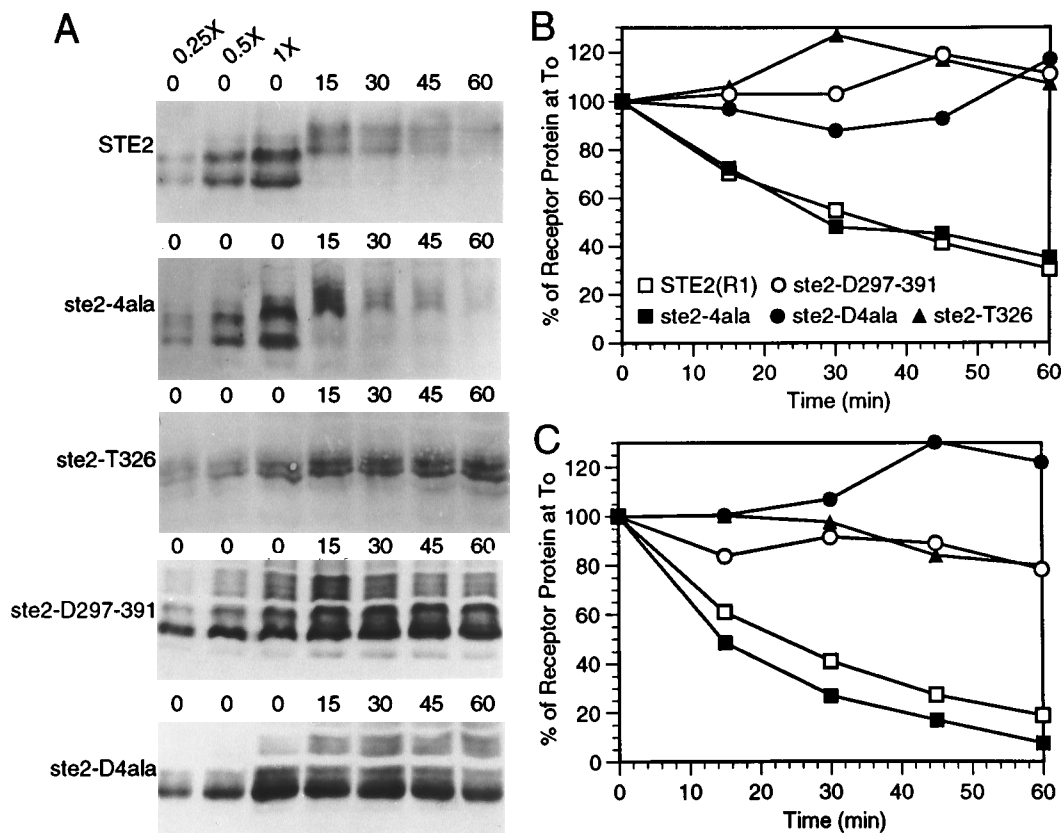 A
0.25X 0.5X 1X
0 0 0 15 30 45 60
STE2
0 0 0 15 30 45 60
ste2-4ala
0 0 0 15 30 45 60
ste2-T326
0 0 0 15 30 45 60
ste2-D297-391
0 0 0 15 30 45 60
ste2-D4ala
B
% of Receptor Protein at To
120
100
80
60
40
20
0
STE2(R1) ste2-D297-391
ste2-4ala ste2-D4ala ste2-T326
0 10 20 30 40 50 60
Time (min)
C
% of Receptor Protein at To
120
100
80
60
40
20
0
0 10 20 30 40 50 60
Time (min)